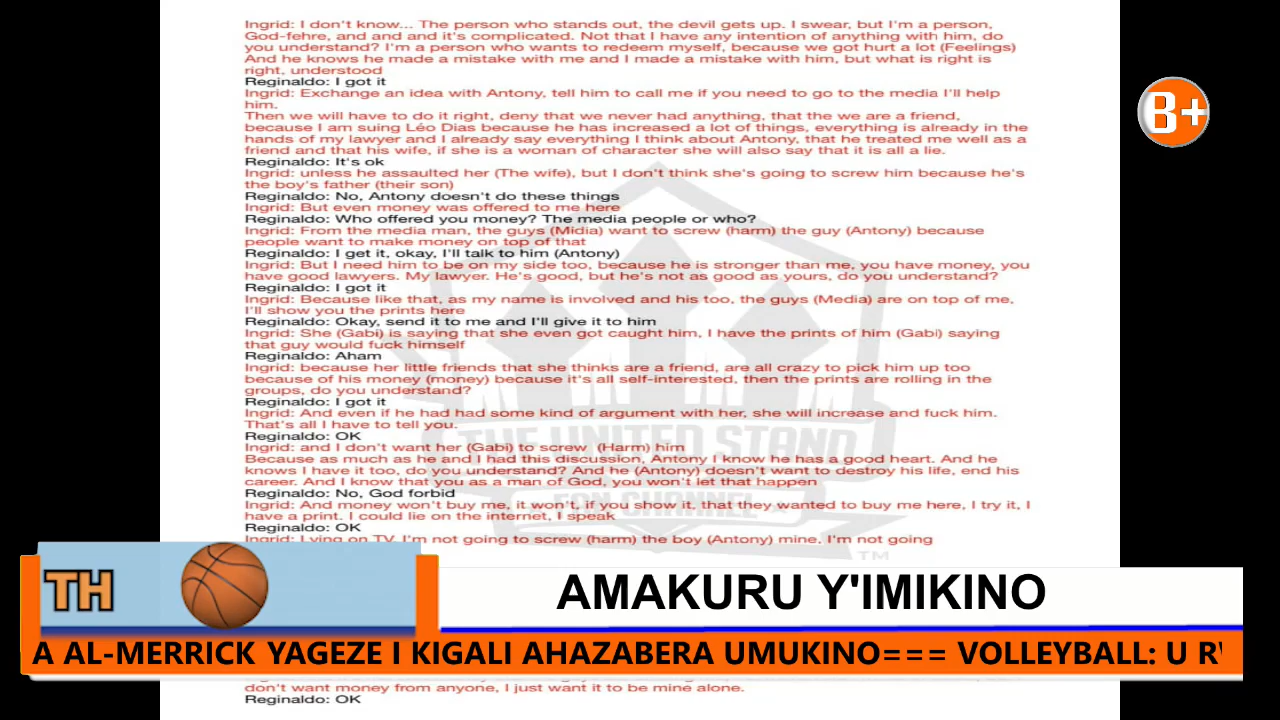 Ingrid: I don't know... The person who stands out, the devil gets up. I swear, but I'm a person,
God-fehre, and and and it's complicated. Not that I have any intention of anything with him, do
you understand? I'm a person who wants to redeem myself, because we got hurt a lot (Feelings)
And he knows he made a mistake with me and I made a mistake with him, but what is right is
right, understood
Reginaldo: I got it
Ingrid: Exchange an idea with Antony, tell him to call me if you need to go to the media I'll help
him.
Then we will have to do it right, deny that we never had anything, that the we are a friend,
because I am suing Léo Dias because he has increased a lot of things, everything is already in the
hands of my lawyer and I already say everything I think about Antony, that he treated me well as a
friend and that his wife, if she is a woman of character she will also say that it is all a lie.
Reginaldo: It's ok
Ingrid: unless he assaulted her (The wife), but I don't think she's going to screw him because he's
the boy's father (their son)
Reginaldo: No, Antony doesn't do these things
Ingrid: But even money was offered to me here
Reginaldo: Who offered you money? The media people or who?
Ingrid: From the media man, the guys (Midia) want to screw (harm) the guy (Antony) because
people want to make money on top of that
Reginaldo: I get it, okay, I'll talk to him (Antony)
Ingrid: But I need him to be on my side too, because he is stronger than me, you have money, you
have good lawyers. My lawyer. He's good, but he's not as good as yours, do you understand?
Reginaldo: I got it
Ingrid: Because like that, as my name is involved and his too, the guys (Media) are on top of me,
I'll show you the prints here
Reginaldo: Okay, send it to me and I'll give it to him
Ingrid: She (Gabi) is saying that she even got caught him, I have the prints of him (Gabi) saying
that guy would fuck himself
Reginaldo: Aham
Ingrid: because her little friends that she thinks are a friend, are all crazy to pick him up too
because of his money (money) because it's all self-interested, then the prints are rolling in the
groups, do you understand?
Reginaldo: I got it
Ingrid: And even if he had had some kind of argument with her, she will increase and fuck him.
That's all I have to tell you.
Reginaldo: OK
Ingrid: and I don't want her (Gabi) to screw (Harm) him
Because as much as he and I had this discussion, Antony I know he has a good heart. And he
knows I have it too, do you understand? And he (Antony) doesn't want to destroy his life, end his
career. And I know that you as a man of God, you won't let that happen
Reginaldo: No, God forbid
Ingrid: And money won't buy me, it won't, if you show it, that they wanted to buy me here, I try it, I
have a print. I could lie on the internet, I speak
Reginaldo: OK
Ingrid: Lying on TV, I'm not going to screw (harm) the boy (Antony) mine, I'm not going
don't want money from anyone, I just want it to be mine alone.
Reginaldo: OK
THE UNITED STAND
FAN CHANNEL
TM
B+
TH
AMAKURU Y'IMIKINO
A AL-MERRICK YAGEZE I KIGALI AHAZABERA UMUKINO=== VOLLEYBALL: U